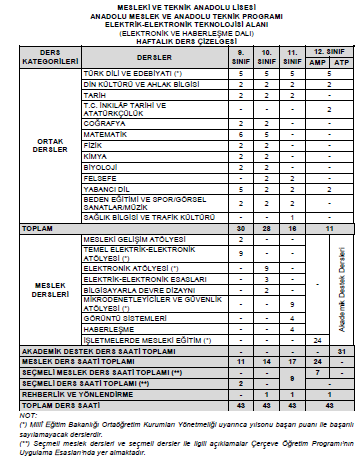 MESLEKİ VE TEKNİK ANADOLU LİSESİ
ANADOLU MESLEK VE ANADOLU TEKNİK PROGRAMI
ELEKTRİK-ELEKTRONİK TEKNOLOJİSİ ALANI
(ELEKTRONİK VE HABERLEŞME DALI)
HAFTALIK DERS ÇİZELGESİ
DERS KATEGORİLERİ DERSLER 9. SINIF 10. SINIF 11. SINIF 12. SINIF
AMP ATP
ORTAK DERSLER
TÜRK DİLİ VE EDEBİYATI (*) 5 5 5 5 5
DİN KÜLTÜRÜ VE AHLAK BİLGİSİ 2 2 2 2 2
TARİH 2 2 2 - -
T.C. İNKILÂP TARİHİ VE
ATATÜRKÇÜLÜK - - - 2
COĞRAFYA 2 2 - -
MATEMATİK 6 5 - -
FİZİK 2 2 - -
KİMYA 2 2 - -
BİYOLOJİ 2 2 - -
FELSEFE - 2 2 -
YABANCI DİL 5 2 2 2
BEDEN EĞİTİMİ VE SPOR/GÖRSEL
SANATLAR/MÜZİK 2 2 2 -
SAĞLIK BİLGİSİ VE TRAFİK KÜLTÜRÜ - - 1 -
TOPLAM 30 28 16 11
MESLEK DERSLERİ
MESLEKİ GELİŞİM ATÖLYESİ 2 - -
TEMEL ELEKTRİK-ELEKTRONİK
ATÖLYESİ (*) 9 - -
ELEKTRONİK ATÖLYESİ (*) - 9 -
ELEKTRİK-ELEKTRONİK ESASLARI - 3 -
BİLGİSAYARLA DEVRE DİZAYNI - 2 -
MİKRODENETLEYİCİLER VE GÜVENLİK
ATÖLYESİ (*) - - 9
GÖRÜNTÜ SİSTEMLERİ - - 4
HABERLEŞME - - 4
İŞLETMELERDE MESLEKİ EĞİTİM (*) - - - 24
Akademik Destek Dersleri
AKADEMİK DESTEK DERS SAATİ TOPLAMI - - - - 31
MESLEK DERS SAATİ TOPLAMI 11 14 17 24 -
SEÇMELİ MESLEK DERS SAATİ TOPLAMI (**) - - 9 7 -
SEÇMELİ DERS SAATİ TOPLAMI (**) 2 - - -
REHBERLİK VE YÖNLENDİRME - 1 1 1
TOPLAM DERS SAATİ 43 43 43 43
NOT:
(*) Millî Eğitim Bakanlığı Ortaöğretim Kurumları Yönetmeliği uyarınca yılsonu başarı puanı ile başarılı
sayılamayacak derslerdir.
(**) Seçmeli meslek dersleri ve seçmeli dersler ile ilgili açıklamalar Çerçeve Öğretim Programı'nın
Uygulama Esasları'nda yer almaktadır.